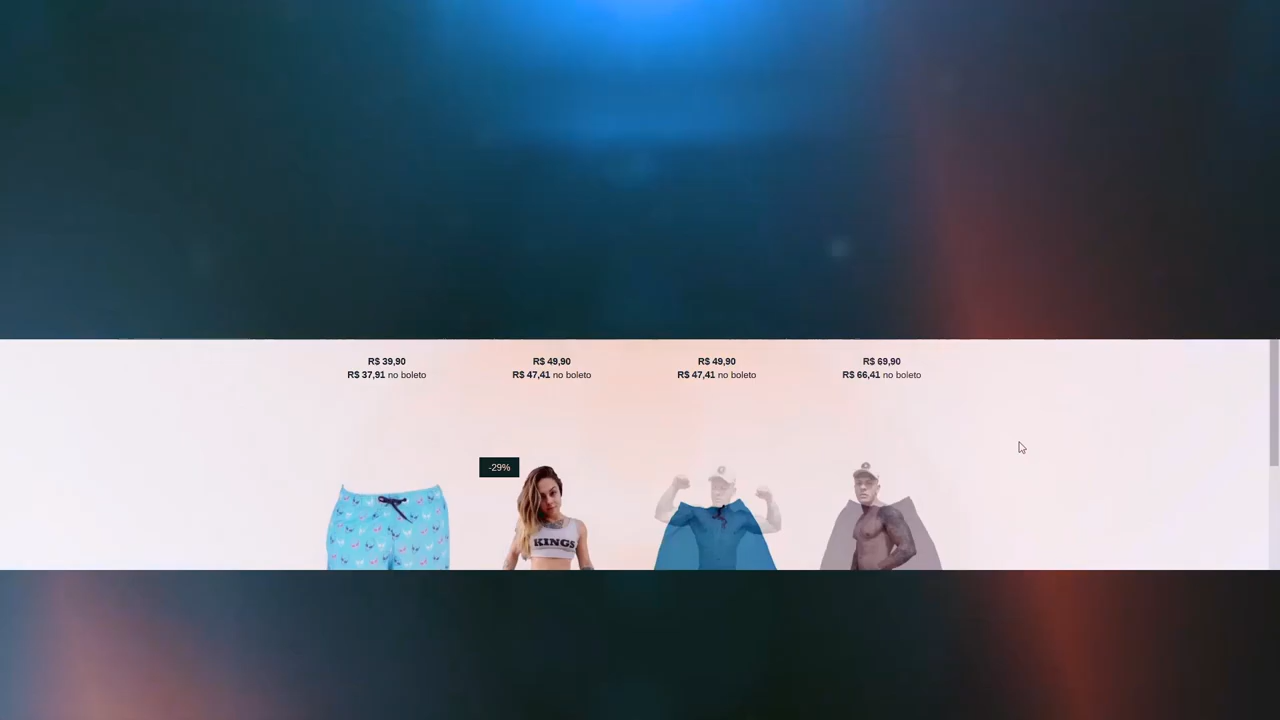 R$ 39,90 R$ 49,90 R$ 49,90 R$ 69,90
R$ 37,91 no boleto R$ 47,41 no boleto R$ 47,41 no boleto R$ 66,41 no boleto
-29%
KINGS